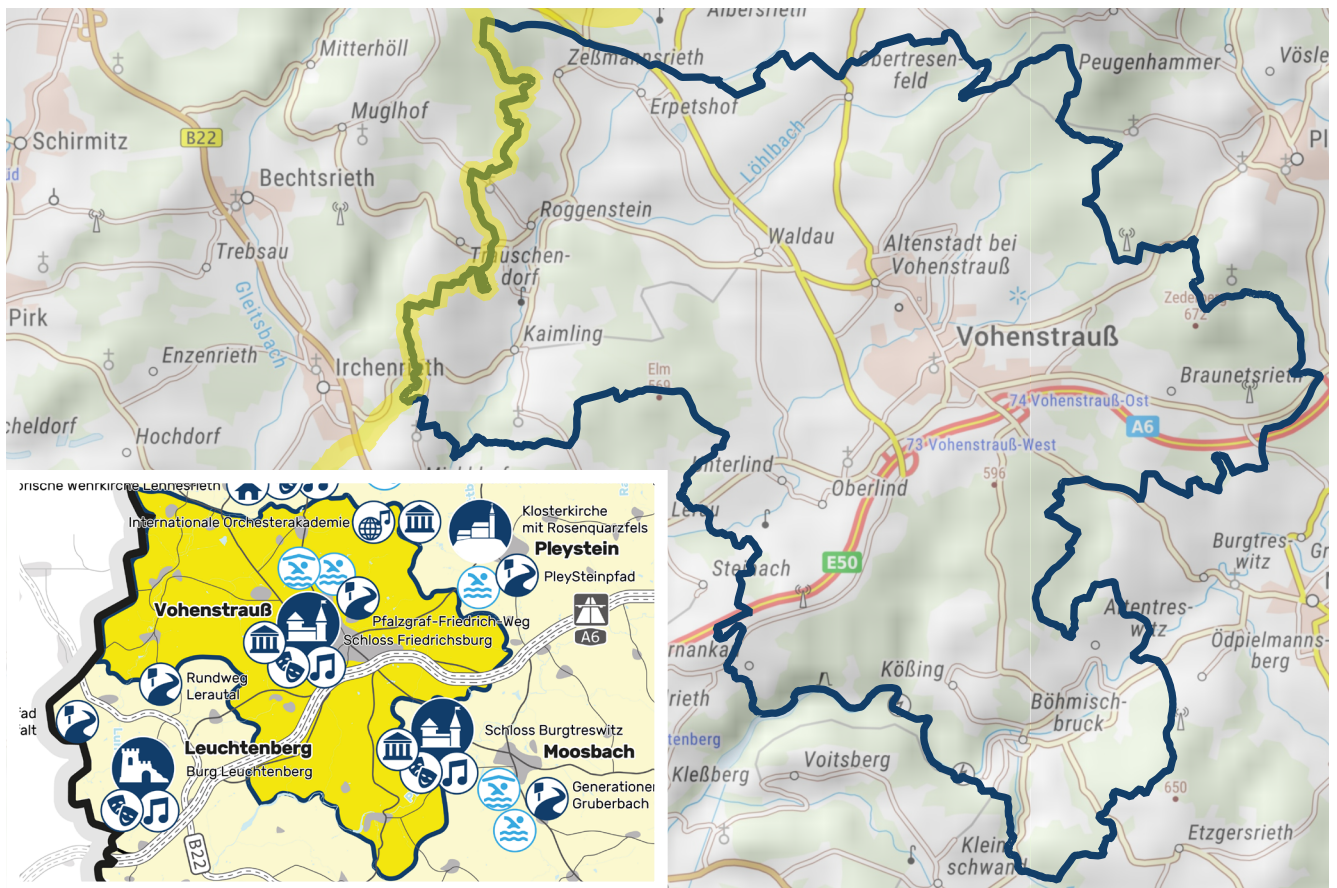 Albersrieth
Mitterhöll
Zeßmannsrieth
Obertresen-
feld
Peugenhammer
Muglhof
Erpetshof
Schirmitz
B22
Löhlbach
Bechtsrieth
Roggenstein
Waldau
Altenstadt bei
Vohenstrauß
Trebsau
Trauschen-
dorf
Gleitsbach
Pirk
Kaimling
Vohenstrauß
672
Enzenrieth
Irchenrieth
Elm
569
Braunetsrieth
74 Vohenstrauß-Ost
A6
Hochdorf
73 Vohenstrauß-West
Unterlind
596
Oberlind
Lerau
Burgtres-
witz
Steinach
E50
Altentres-
witz
Ödpielmanns-
berg
Kößing
Böhmisch-
bruck
Voitsberg
Kleßberg
650
Etzgersrieth
Klein-
schwand
Internationale Orchesterakademie
Klosterkirche
mit Rosenquarzfels
Pleystein
PleySteinpfad
Vohenstrauß
Pfalzgraf-Friedrich-Weg
Schloss Friedrichsburg
A6
Rundweg
Lerautal
Schloss Burgtreswitz
Moosbach
Leuchtenberg
Burg Leuchtenberg
Generationen
Gruberbach
B22